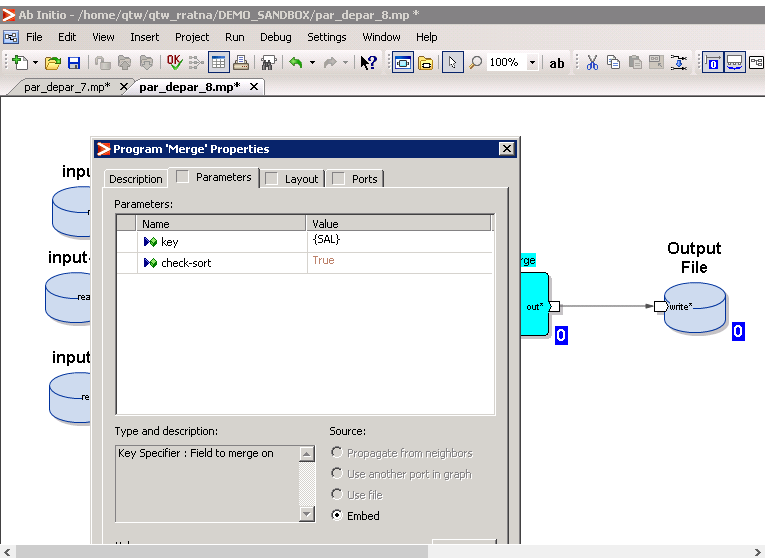 Ab Initio - /home/qtw/qtw_rratna/DEMO_SANDBOX/par_depar_8.mp *
File Edit View Insert Project Run Debug Settings Window Help
OK 100% ab
par_depar_7.mp* X par_depar_8.mp* X
Program 'Merge' Properties
Description Parameters Layout Ports
Parameters:
Name Value
key {SAL}
check-sort True
Type and description:
Key Specifier : Field to merge on
Source:
Propagate from neighbors
Use another port in graph
Use file
Embed
inpu
input-
rea
input
re
rge
out*
0
Output
File
write*
0